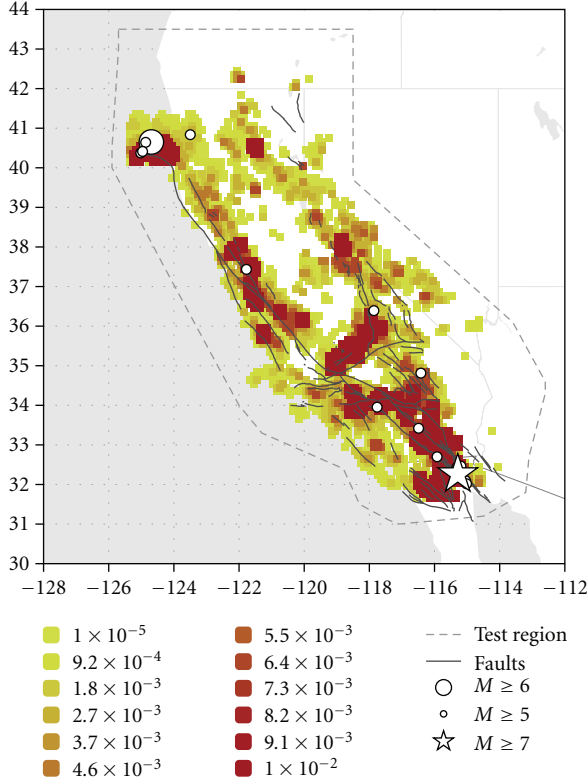 44
43
42
41
40
39
38
37
36
35
34
33
32
31
30
−128 −126 −124 −122 −120 −118 −116 −114 −112
1 × 10⁻⁵ 5.5 × 10⁻³ Test region
9.2 × 10⁻⁴ 6.4 × 10⁻³ Faults
1.8 × 10⁻³ 7.3 × 10⁻³ M ≥ 6
2.7 × 10⁻³ 8.2 × 10⁻³ M ≥ 5
3.7 × 10⁻³ 9.1 × 10⁻³ M ≥ 7
4.6 × 10⁻³ 1 × 10⁻²